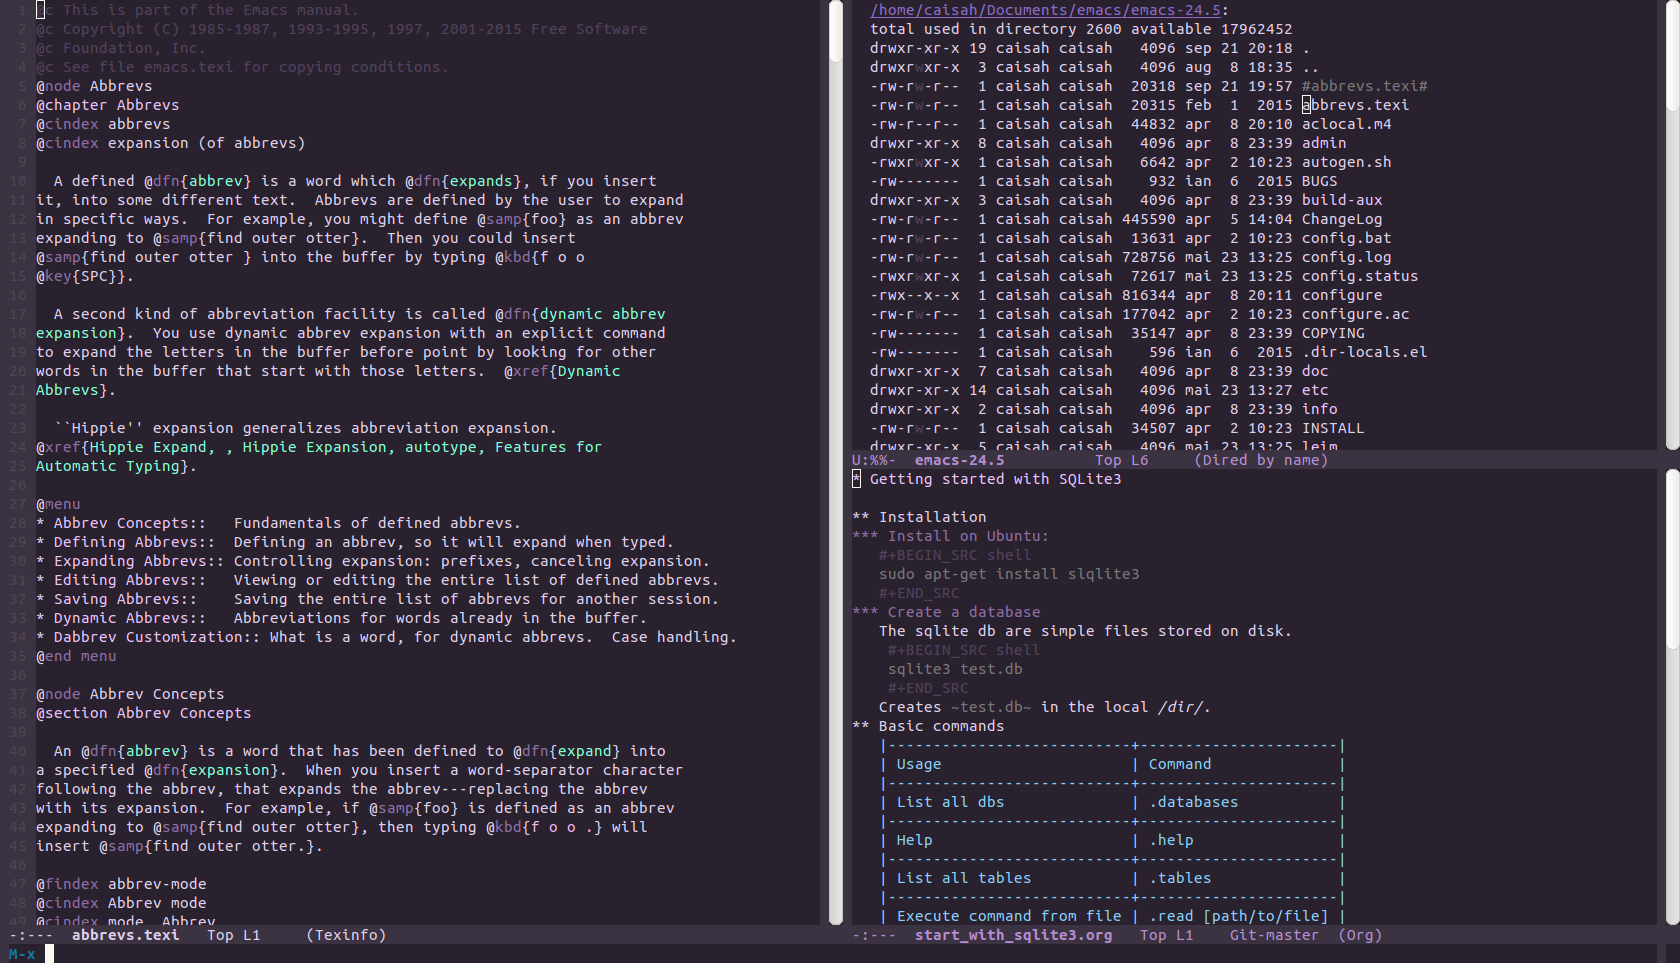 1 @c This is part of the Emacs manual.
2 @c Copyright (C) 1985-1987, 1993-1995, 1997, 2001-2015 Free Software
3 @c Foundation, Inc.
4 @c See file emacs.texi for copying conditions.
5 @node Abbrevs
6 @chapter Abbrevs
7 @cindex abbrevs
8 @cindex expansion (of abbrevs)
9
10   A defined @dfn{abbrev} is a word which @dfn{expands}, if you insert
11 it, into some different text.  Abbrevs are defined by the user to expand
12 in specific ways.  For example, you might define @samp{foo} as an abbrev
13 expanding to @samp{find outer otter}.  Then you could insert
14 @samp{find outer otter } into the buffer by typing @kbd{f o o
15 @key{SPC}}.
16
17   A second kind of abbreviation facility is called @dfn{dynamic abbrev
18 expansion}.  You use dynamic abbrev expansion with an explicit command
19 to expand the letters in the buffer before point by looking for other
20 words in the buffer that start with those letters.  @xref{Dynamic
21 Abbrevs}.
22
23   ``Hippie'' expansion generalizes abbreviation expansion.
24 @xref{Hippie Expand, , Hippie Expansion, autotype, Features for
25 Automatic Typing}.
26
27 @menu
28 * Abbrev Concepts::   Fundamentals of defined abbrevs.
29 * Defining Abbrevs::  Defining an abbrev, so it will expand when typed.
30 * Expanding Abbrevs:: Controlling expansion: prefixes, canceling expansion.
31 * Editing Abbrevs::   Viewing or editing the entire list of defined abbrevs.
32 * Saving Abbrevs::    Saving the entire list of abbrevs for another session.
33 * Dynamic Abbrevs::   Abbreviations for words already in the buffer.
34 * Dabbrev Customization:: What is a word, for dynamic abbrevs.  Case handling.
35 @end menu
36
37 @node Abbrev Concepts
38 @section Abbrev Concepts
39
40   An @dfn{abbrev} is a word that has been defined to @dfn{expand} into
41 a specified @dfn{expansion}.  When you insert a word-separator character
42 following the abbrev, that expands the abbrev---replacing the abbrev
43 with its expansion.  For example, if @samp{foo} is defined as an abbrev
44 expanding to @samp{find outer otter}, then typing @kbd{f o o .} will
45 insert @samp{find outer otter.}.
46
47 @findex abbrev-mode
48 @cindex Abbrev mode
49 @cindex mode, Abbrev
-:---  abbrevs.texi   Top L1     (Texinfo)
/home/caisah/Documents/emacs/emacs-24.5:
total used in directory 2600 available 17962452
drwxr-xr-x 19 caisah caisah   4096 sep 21 20:18 .
drwxrwxr-x  3 caisah caisah   4096 aug  8 18:35 ..
-rw-rw-r--  1 caisah caisah  20318 sep 21 19:57 #abbrevs.texi#
-rw-rw-r--  1 caisah caisah  20315 feb  1  2015 abbrevs.texi
-rw-r--r--  1 caisah caisah  44832 apr  8 20:10 aclocal.m4
drwxr-xr-x  8 caisah caisah   4096 apr  8 23:39 admin
-rwxrwxr-x  1 caisah caisah   6642 apr  2 10:23 autogen.sh
-rw-------  1 caisah caisah    932 ian  6  2015 BUGS
drwxr-xr-x  3 caisah caisah   4096 apr  8 23:39 build-aux
-rw-rw-r--  1 caisah caisah 445590 apr  5 14:04 ChangeLog
-rw-rw-r--  1 caisah caisah  13631 apr  2 10:23 config.bat
-rw-rw-r--  1 caisah caisah 728756 mai 23 13:25 config.log
-rwxrwxr-x  1 caisah caisah  72617 mai 23 13:25 config.status
-rwx--x--x  1 caisah caisah 816344 apr  8 20:11 configure
-rw-rw-r--  1 caisah caisah 177042 apr  2 10:23 configure.ac
-rw-------  1 caisah caisah  35147 apr  8 23:39 COPYING
-rw-------  1 caisah caisah    596 ian  6  2015 .dir-locals.el
drwxr-xr-x  7 caisah caisah   4096 apr  8 23:39 doc
drwxr-xr-x 14 caisah caisah   4096 mai 23 13:27 etc
drwxr-xr-x  2 caisah caisah   4096 apr  8 23:39 info
-rw-rw-r--  1 caisah caisah  34507 apr  2 10:23 INSTALL
drwxr-xr-x  5 caisah caisah   4096 mai 23 13:25 leim
U:%%-  emacs-24.5          Top L6     (Dired by name)
* Getting started with SQLite3

** Installation
*** Install on Ubuntu:
   #+BEGIN_SRC shell
   sudo apt-get install slqlite3
   #+END_SRC
*** Create a database
   The sqlite db are simple files stored on disk.
    #+BEGIN_SRC shell
    sqlite3 test.db
    #+END_SRC
   Creates ~test.db~ in the local /dir/.
** Basic commands
   |---------------------------+----------------------|
   | Usage                     | Command              |
   |---------------------------+----------------------|
   | List all dbs              | .databases           |
   |---------------------------+----------------------|
   | Help                      | .help                |
   |---------------------------+----------------------|
   | List all tables           | .tables              |
   |---------------------------+----------------------|
   | Execute command from file | .read [path/to/file] |
-:---  start_with_sqlite3.org   Top L1    Git-master  (Org)
M-x